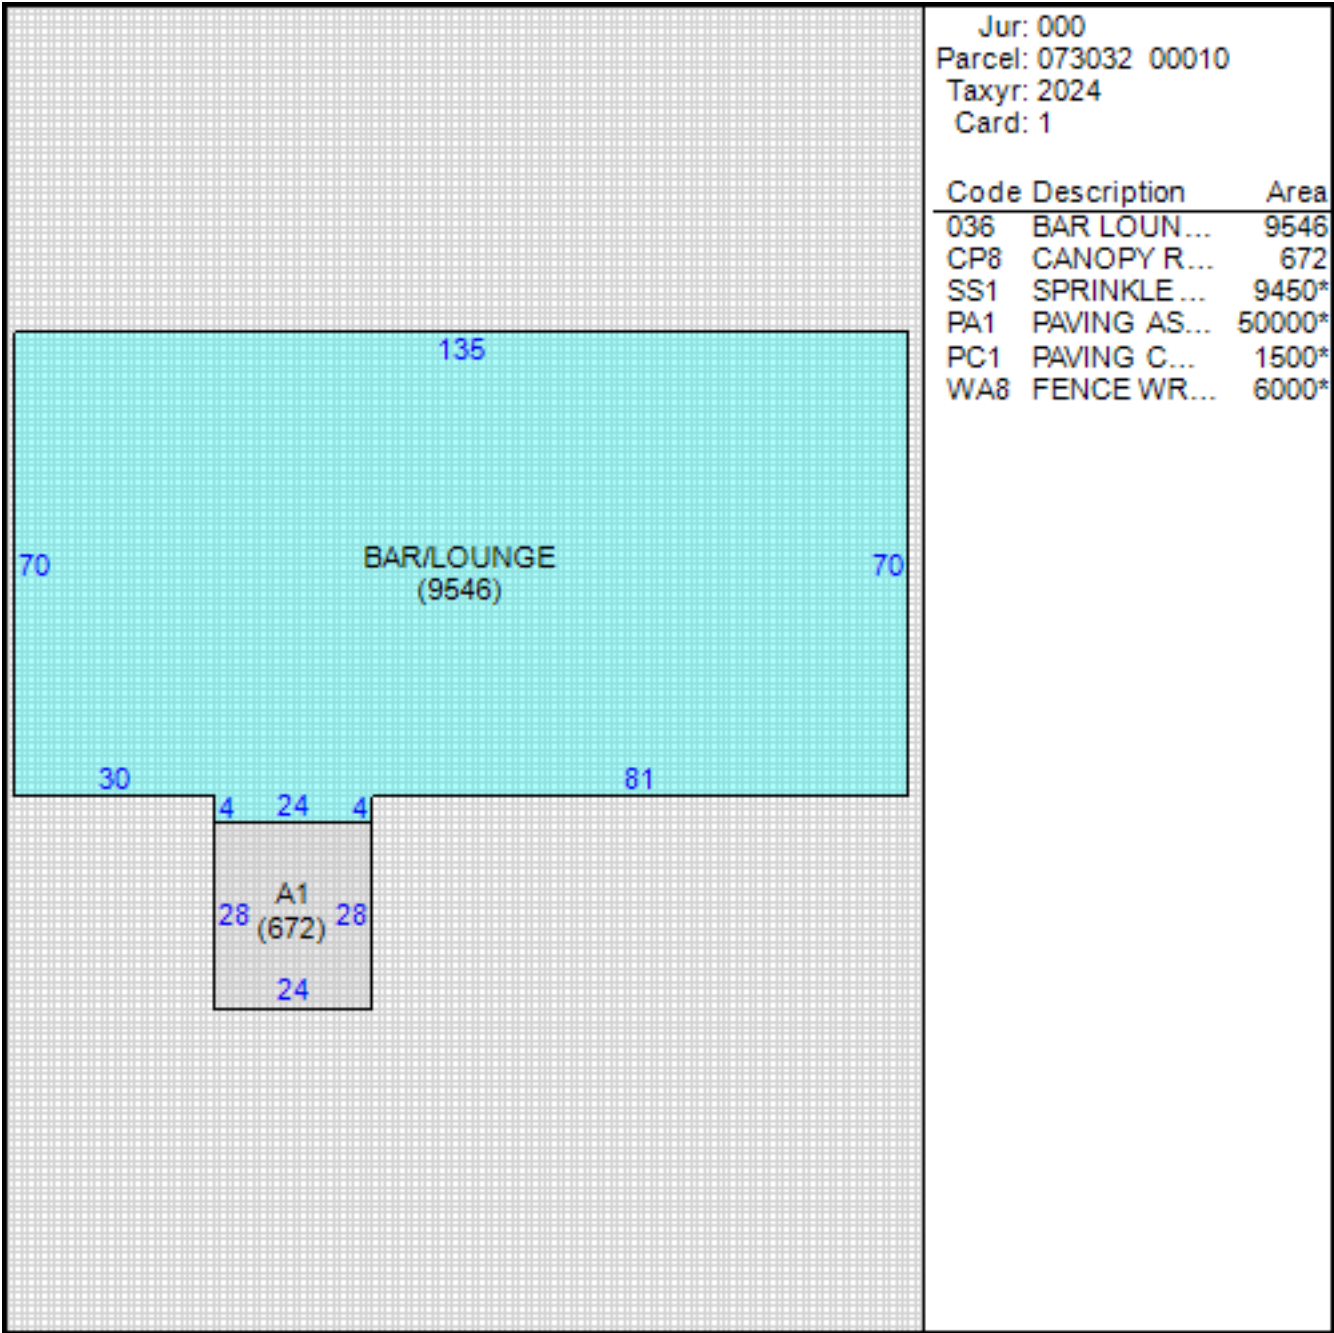 Jur: 000
Parcel: 073032 00010
Taxyr: 2024
Card: 1
Code Description Area
036 BAR LOUN... 9546
CP8 CANOPY R... 672
SS1 SPRINKLE... 9450*
PA1 PAVING AS... 50000*
PC1 PAVING C... 1500*
WA8 FENCE WR... 6000*
135
70
BAR/LOUNGE
(9546)
70
30
81
4 24 4
A1
28 (672) 28
24